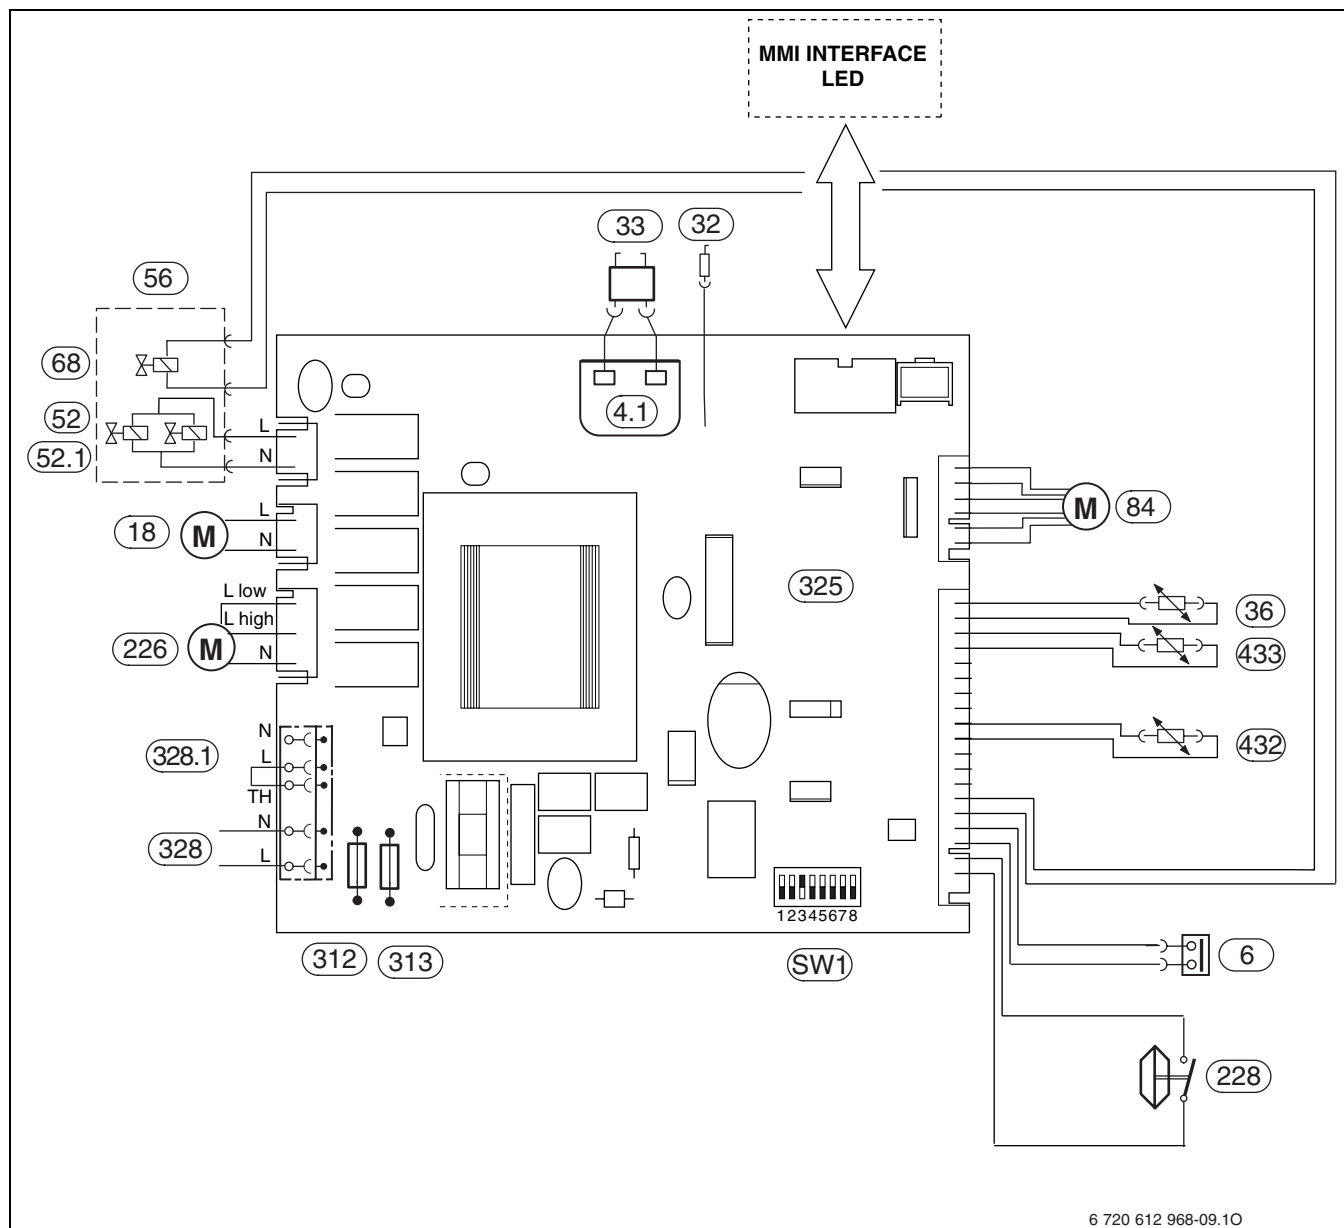 MMI INTERFACE
LED
33
32
56
68
52
52.1
4.1
L
N
18
M
L
N
M
84
325
L low
L high
N
226
M
36
433
432
328.1
N
L
TH
328
N
L
12345678
312
313
SW1
6
228
6 720 612 968-09.1O